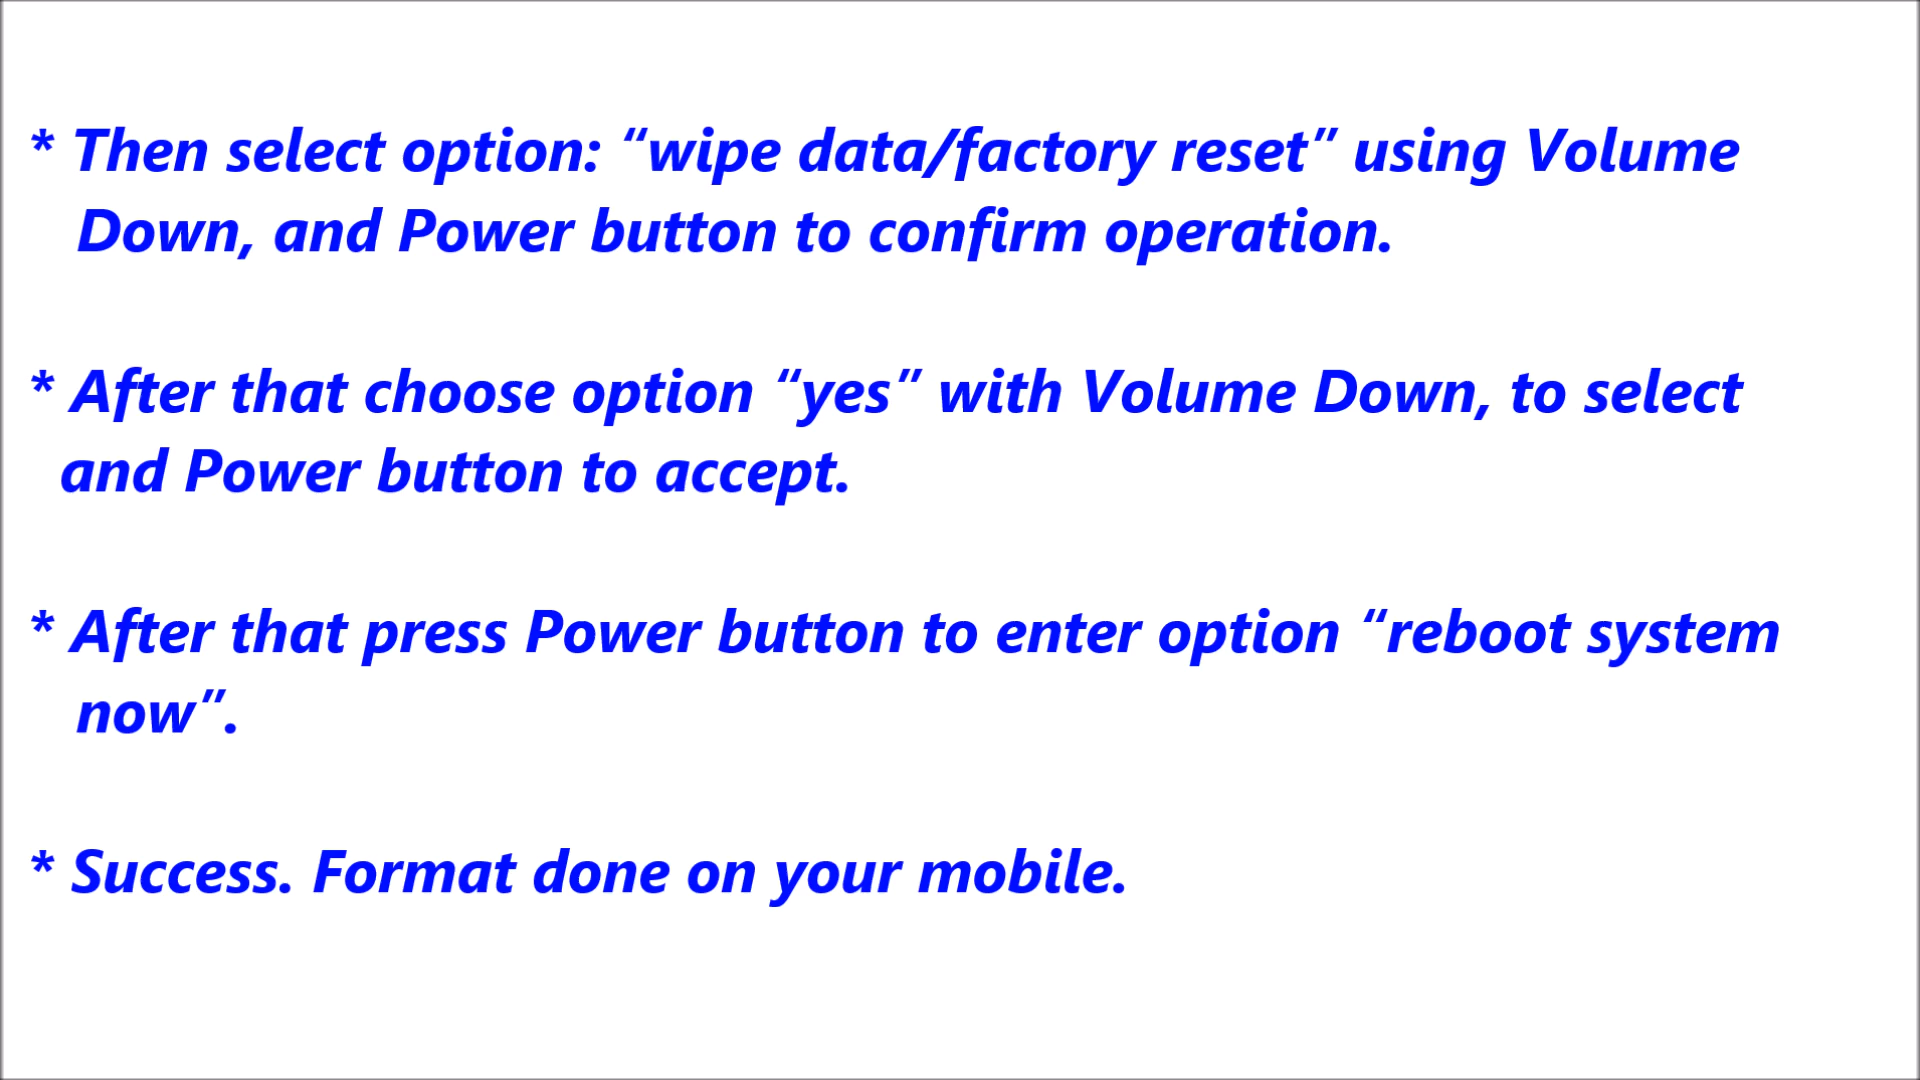 * Then select option: “wipe data/factory reset” using Volume
Down, and Power button to confirm operation.
* After that choose option “yes” with Volume Down, to select
and Power button to accept.
* After that press Power button to enter option “reboot system
now”.
* Success. Format done on your mobile.